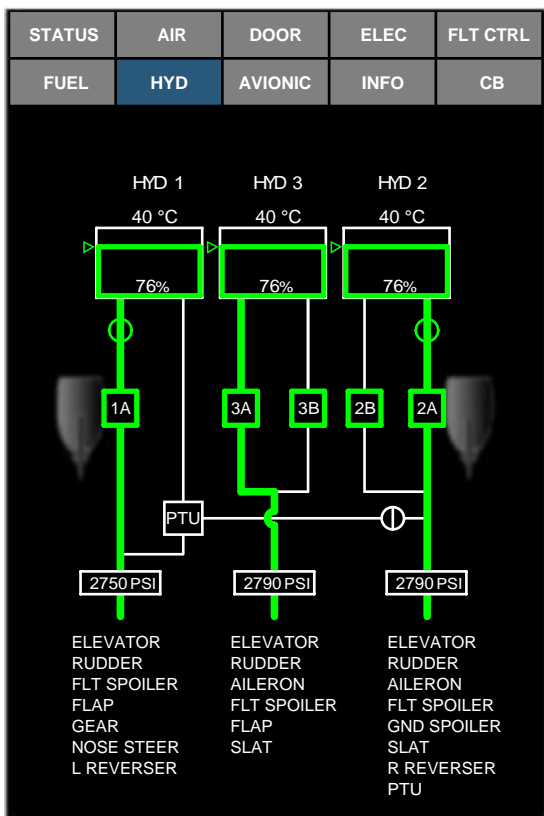 STATUS AIR DOOR ELEC FLT CTRL
FUEL HYD AVIONIC INFO CB
HYD 1 HYD 3 HYD 2
40 °C 40 °C 40 °C
76% 76% 76%
1A 3A 3B 2B 2A
PTU
2750 PSI 2790 PSI 2790 PSI
ELEVATOR ELEVATOR ELEVATOR
RUDDER RUDDER RUDDER
FLT SPOILER AILERON AILERON
FLAP FLT SPOILER FLT SPOILER
GEAR FLAP GND SPOILER
NOSE STEER SLAT SLAT
L REVERSER R REVERSER
PTU